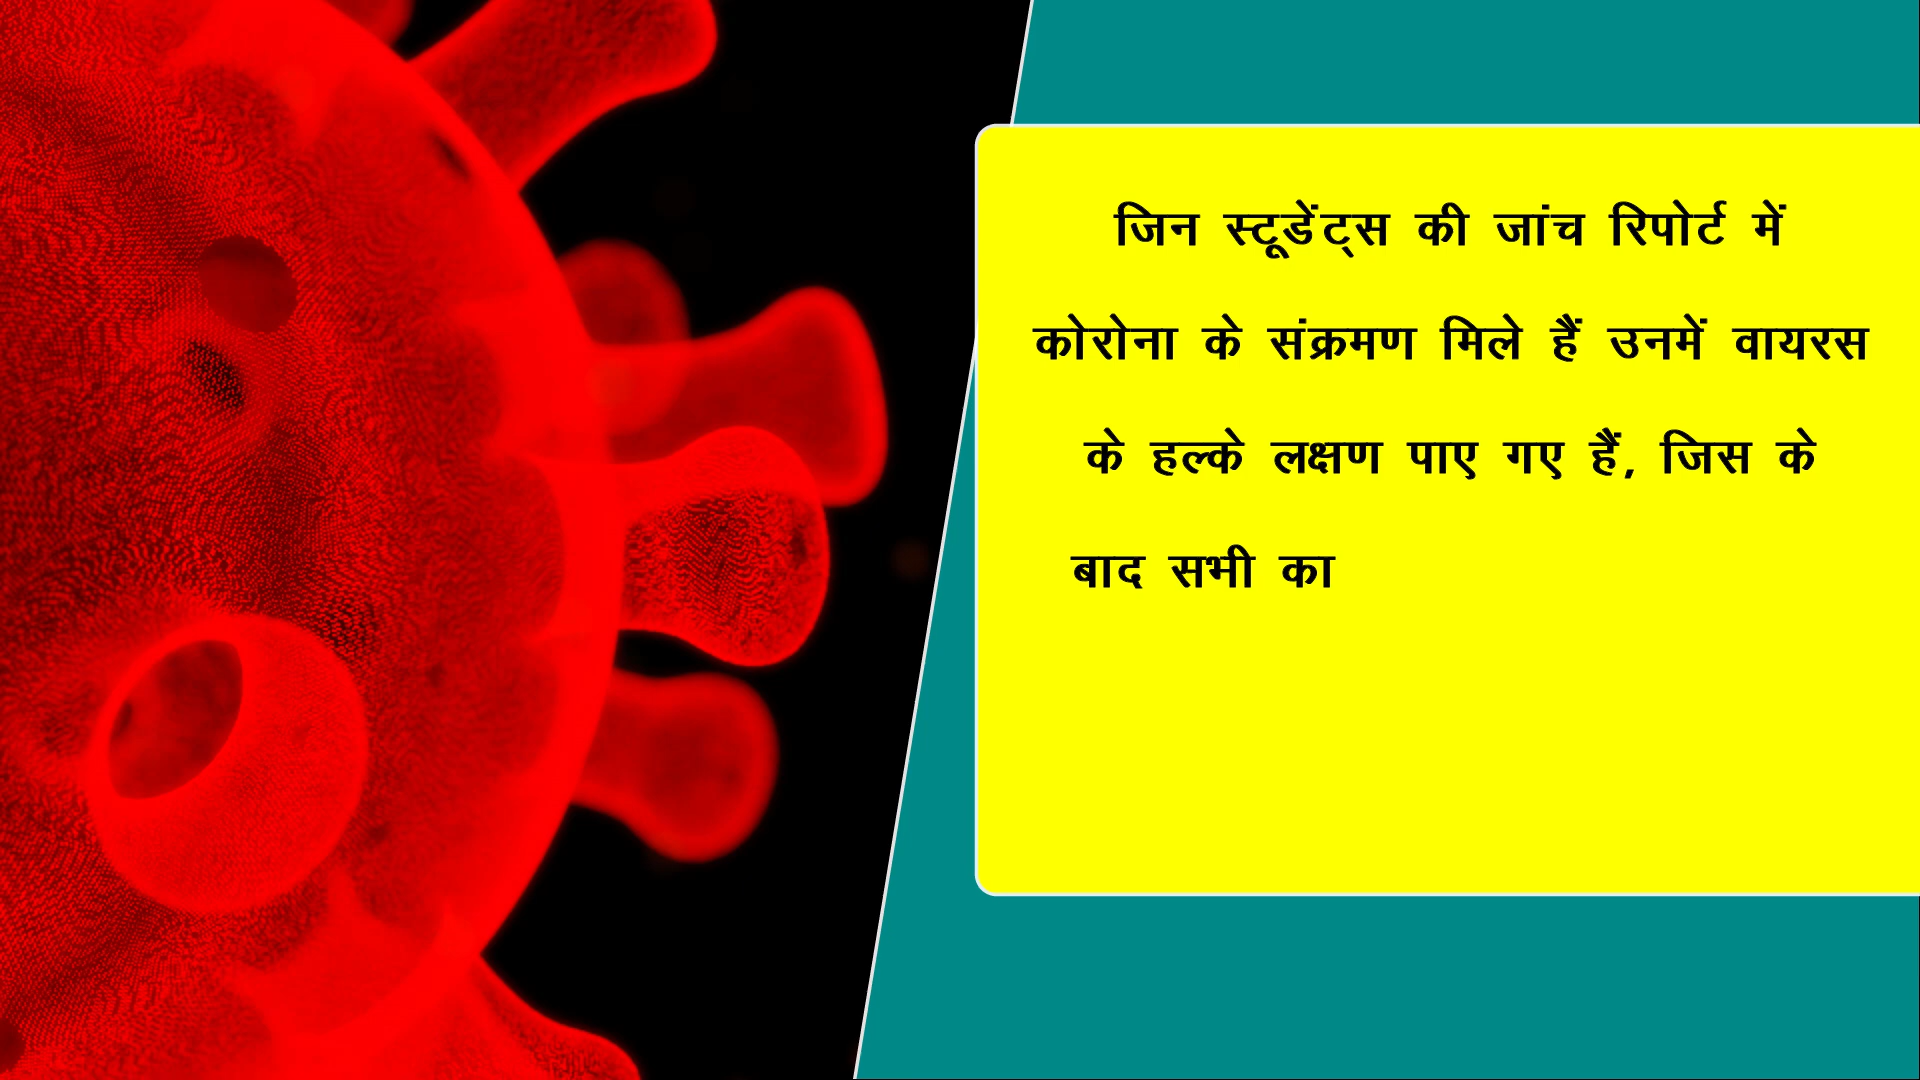 जिन स्टूडेंट्स की जांच रिपोर्ट में
कोरोना के संक्रमण मिले हैं उनमें वायरस
के हल्के लक्षण पाए गए हैं, जिस के
बाद सभी का